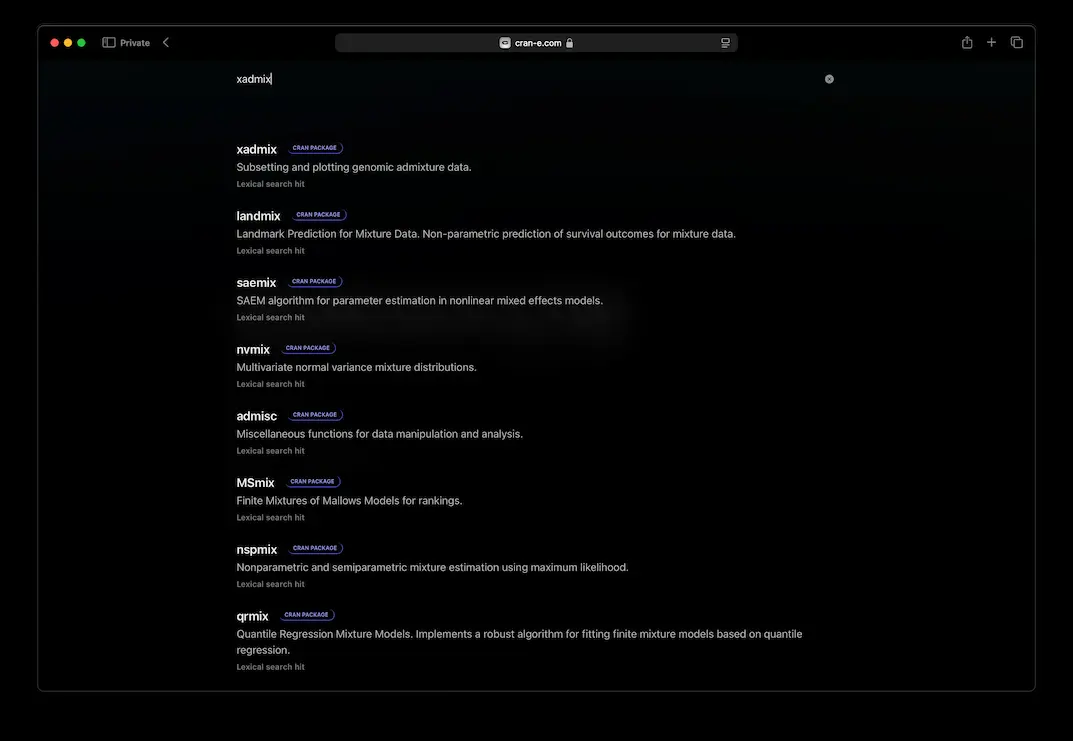 Private
cran-e.com
xadmix
xadmix CRAN PACKAGE
Subsetting and plotting genomic admixture data.
Lexical search hit
landmix CRAN PACKAGE
Landmark Prediction for Mixture Data. Non-parametric prediction of survival outcomes for mixture data.
Lexical search hit
saemix CRAN PACKAGE
SAEM algorithm for parameter estimation in nonlinear mixed effects models.
Lexical search hit
nvmix CRAN PACKAGE
Multivariate normal variance mixture distributions.
Lexical search hit
admisc CRAN PACKAGE
Miscellaneous functions for data manipulation and analysis.
Lexical search hit
MSmix CRAN PACKAGE
Finite Mixtures of Mallows Models for rankings.
Lexical search hit
nspmix CRAN PACKAGE
Nonparametric and semiparametric mixture estimation using maximum likelihood.
Lexical search hit
qrmix CRAN PACKAGE
Quantile Regression Mixture Models. Implements a robust algorithm for fitting finite mixture models based on quantile
regression.
Lexical search hit